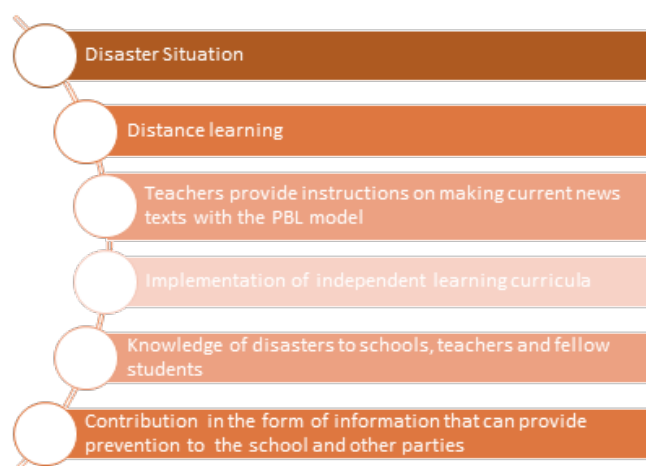 Disaster Situation
Distance learning
Teachers provide instructions on making current news
texts with the PBL model
Implementation of independent learning curricula
Knowledge of disasters to schools, teachers and fellow
students
Contribution in the form of information that can provide
prevention to the school and other parties